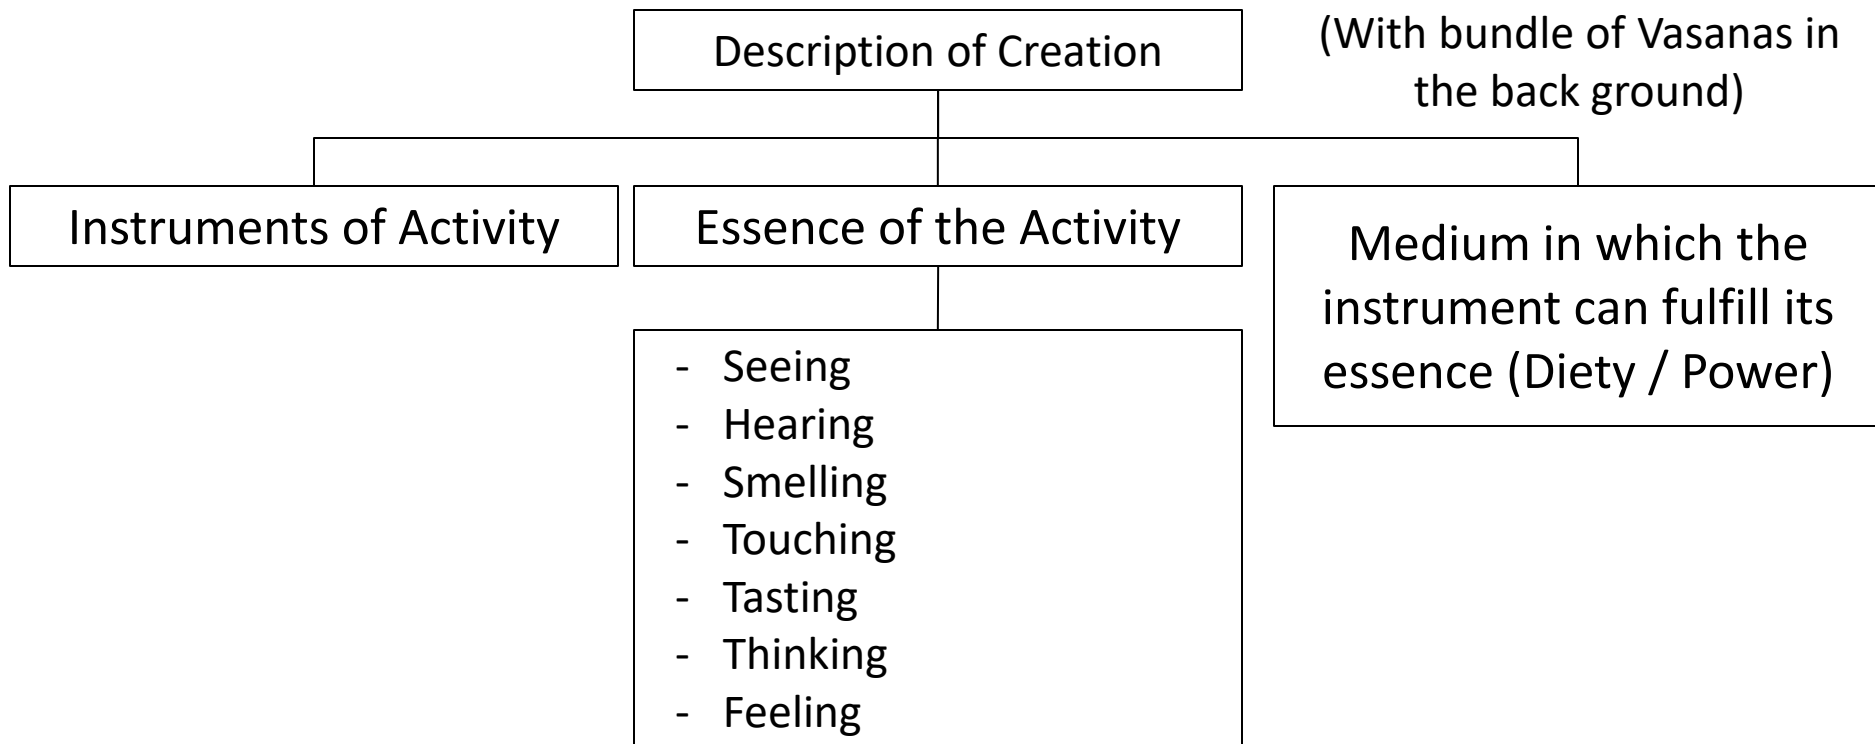 Description of Creation
(With bundle of Vasanas in
the back ground)
Instruments of Activity
Essence of the Activity
Medium in which the
instrument can fulfill its
essence (Diety / Power)
- Seeing
- Hearing
- Smelling
- Touching
- Tasting
- Thinking
- Feeling